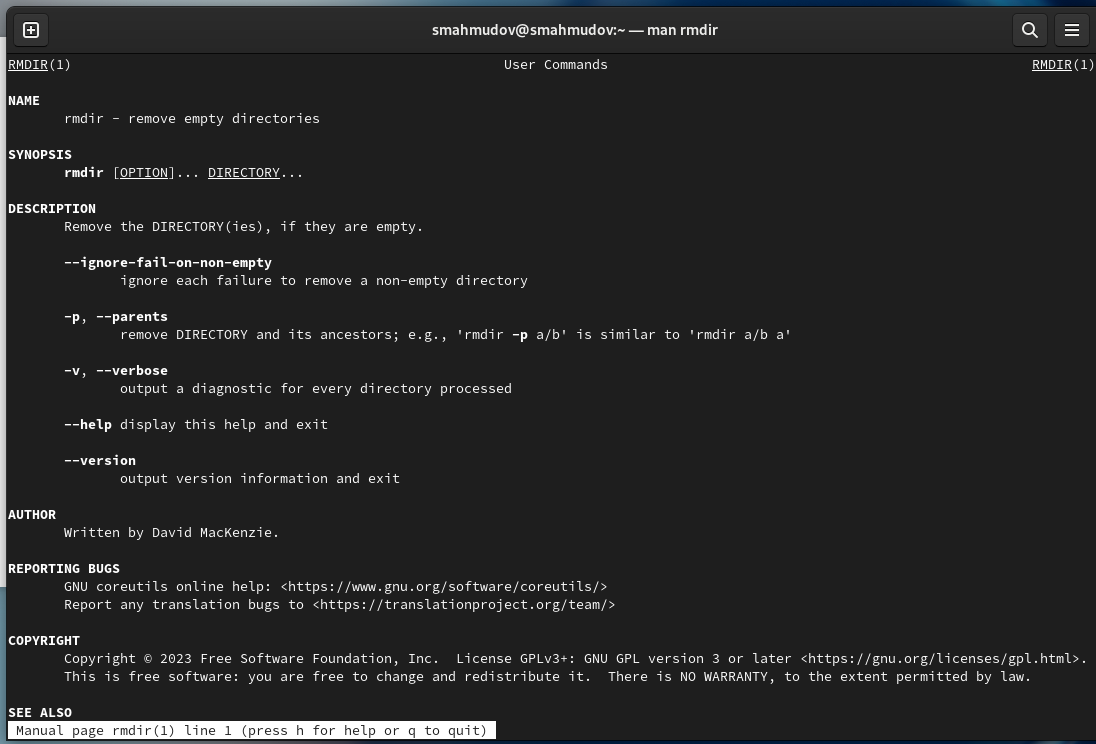 smahmudov@smahmudov:~ — man rmdir
RMDIR(1) User Commands RMDIR(1)
NAME
rmdir - remove empty directories
SYNOPSIS
rmdir [OPTION]... DIRECTORY...
DESCRIPTION
Remove the DIRECTORY(ies), if they are empty.
--ignore-fail-on-non-empty
ignore each failure to remove a non-empty directory
-p, --parents
remove DIRECTORY and its ancestors; e.g., 'rmdir -p a/b' is similar to 'rmdir a/b a'
-v, --verbose
output a diagnostic for every directory processed
--help display this help and exit
--version
output version information and exit
AUTHOR
Written by David MacKenzie.
REPORTING BUGS
GNU coreutils online help: <https://www.gnu.org/software/coreutils/>
Report any translation bugs to <https://translationproject.org/team/>
COPYRIGHT
Copyright © 2023 Free Software Foundation, Inc.  License GPLv3+: GNU GPL version 3 or later <https://gnu.org/licenses/gpl.html>.
This is free software: you are free to change and redistribute it.  There is NO WARRANTY, to the extent permitted by law.
SEE ALSO
Manual page rmdir(1) line 1 (press h for help or q to quit)